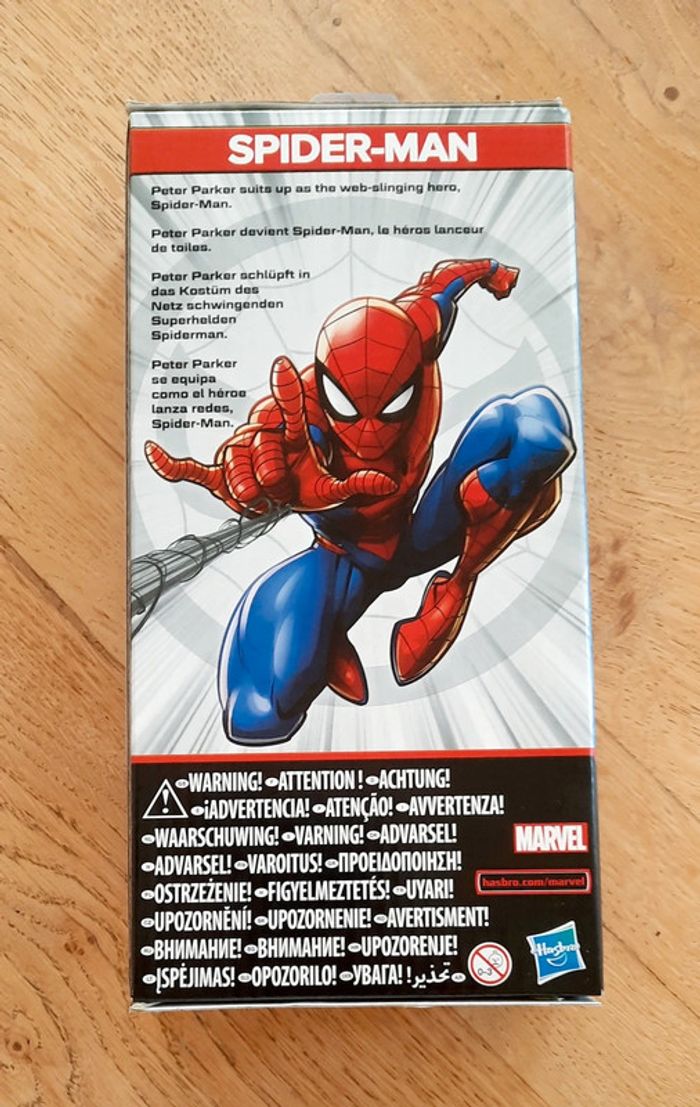 SPIDER-MAN
Peter Parker suits up as the web-slinging hero,
Spider-Man.
Peter Parker devient Spider-Man, le héros lanceur
de toiles.
Peter Parker schlüpft in
das Kostüm des
Netz schwingenden
Superhelden
Spiderman.
Peter Parker
se equipa
como el héroe
lanza redes,
Spider-Man.
WARNING! ATTENTION ! ACHTUNG!
¡ADVERTENCIA! ATENÇÃO! AVVERTENZA!
WAARSCHUWING! VARNING! ADVARSEL!
ADVARSEL! VAROITUS! ΠΡΟΕΙΔΟΠΟΙΗΣΗ!
OSTRZEŻENIE! FIGYELMEZTETÉS! UYARI!
UPOZORNĚNÍ! UPOZORNENIE! AVERTISMENT!
ВНИМАНИЕ! ВНИМАНИЕ! UPOZORENJE!
ĮSPĖJIMAS! OPOZORILO! УВАГА! تحذير!
MARVEL
hasbro.com/marvel
0-3
Hasbro